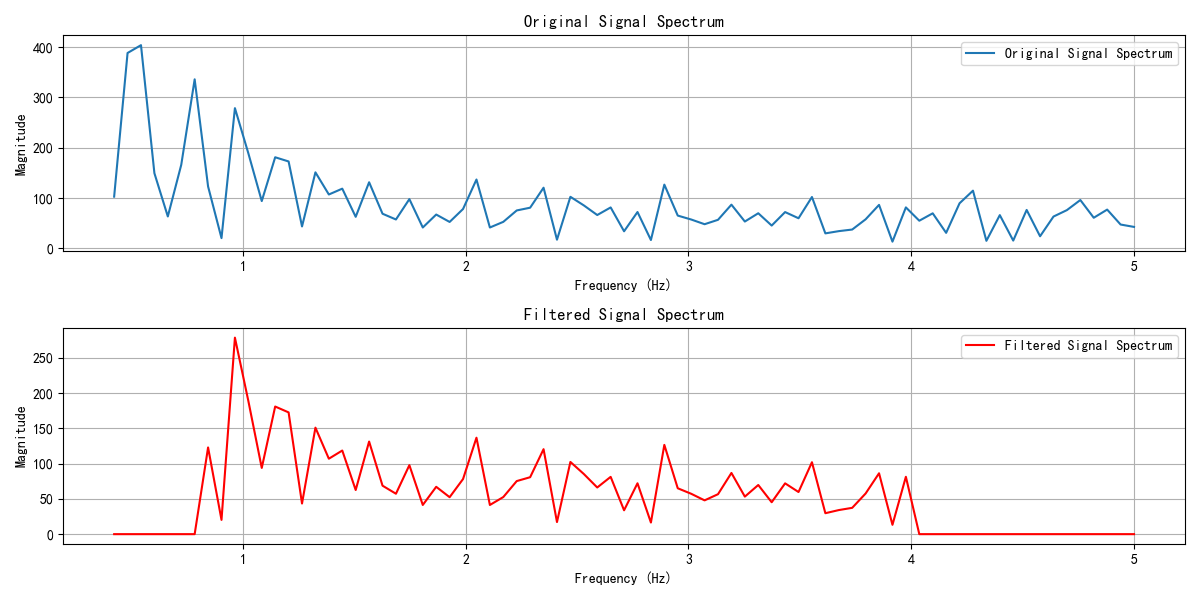 Original Signal Spectrum
Original Signal Spectrum
400
300
200
100
0
Magnitude
1 2 3 4 5
Frequency (Hz)
Filtered Signal Spectrum
Filtered Signal Spectrum
250
200
150
100
50
0
Magnitude
1 2 3 4 5
Frequency (Hz)